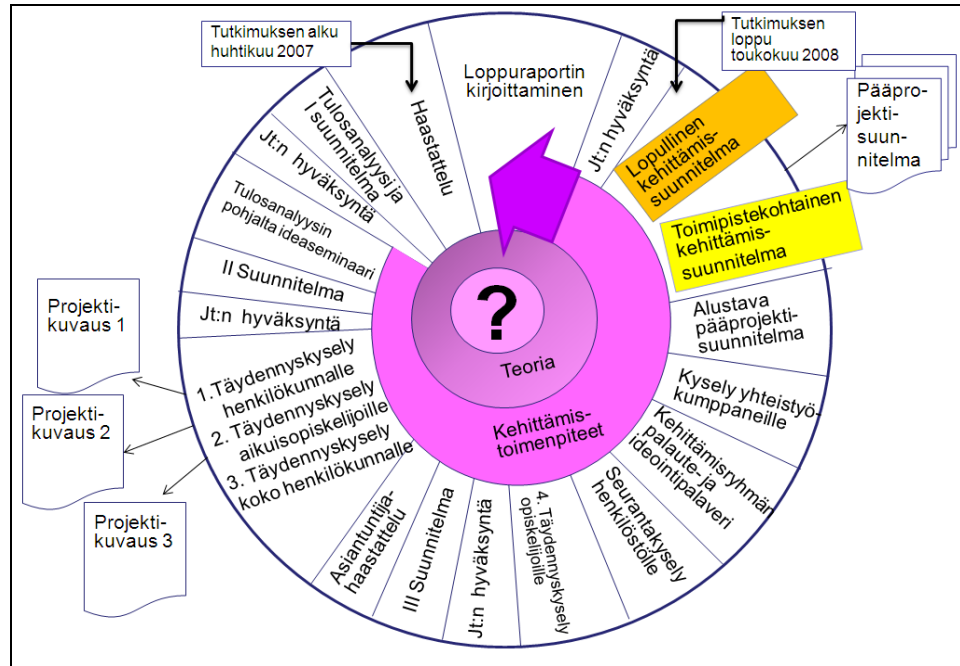 Tutkimuksen alku
huhtikuu 2007
Tutkimuksen
loppu
toukokuu 2008
Pääpro-
jekti-
suun-
nitelma
Haastattelu
Tulosanalyysi ja
I suunnitelma
Jt:n hyväksyntä
Tulosanalyysin
pohjalta ideaseminaari
II Suunnitelma
Jt:n hyväksyntä
1.Täydennyskysely
henkilökunnalle
2. Täydennyskysely
aikuisopiskelijoille
3. Täydennyskysely
koko henkilökunnalle
Projekti-
kuvaus 1
Projekti-
kuvaus 2
Projekti-
kuvaus 3
Asiantuntija-
haastattelu
III Suunnitelma
Jt:n hyväksyntä
4. Täydennyskysely
opiskelijoille
Seurantakysely
henkilöstölle
Kehittämisryhmän
palaute- ja
ideointipalaveri
Kysely yhteistyö-
kumppaneille
Alustava
pääprojekti-
suunnitelma
Toimipistekohtainen
kehittämis-
suunnitelma
Lopullinen
kehittämis-
suunnitelma
Jt:n hyväksyntä
Loppuraportin
kirjoittaminen
?
Teoria
Kehittämis-
toimenpiteet